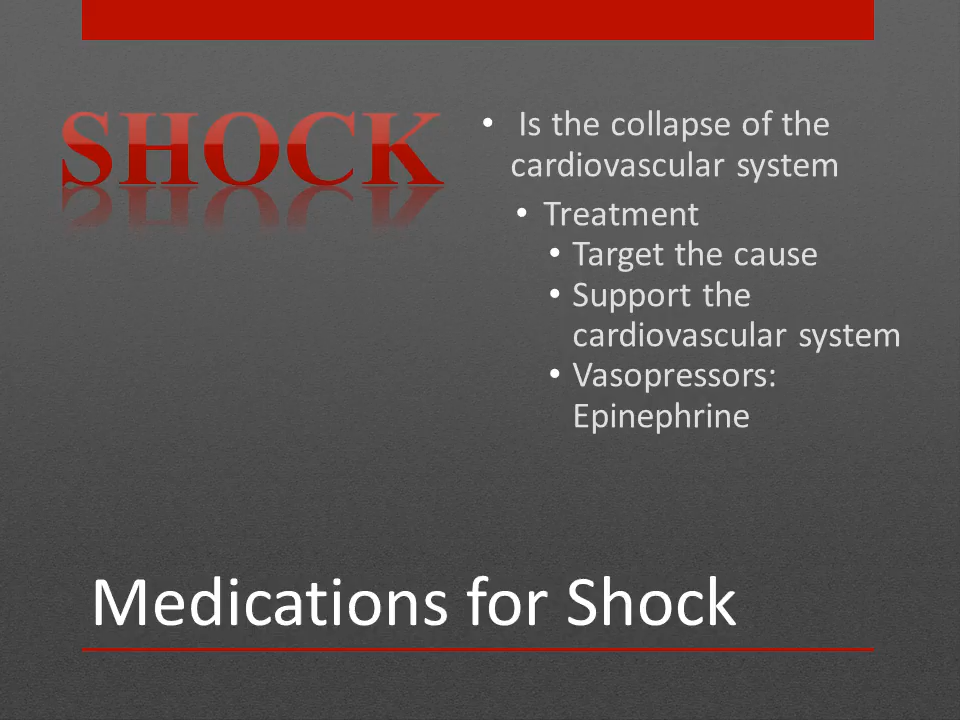 SHOCK
• Is the collapse of the
cardiovascular system
• Treatment
• Target the cause
• Support the
cardiovascular system
• Vasopressors:
Epinephrine
Medications for Shock